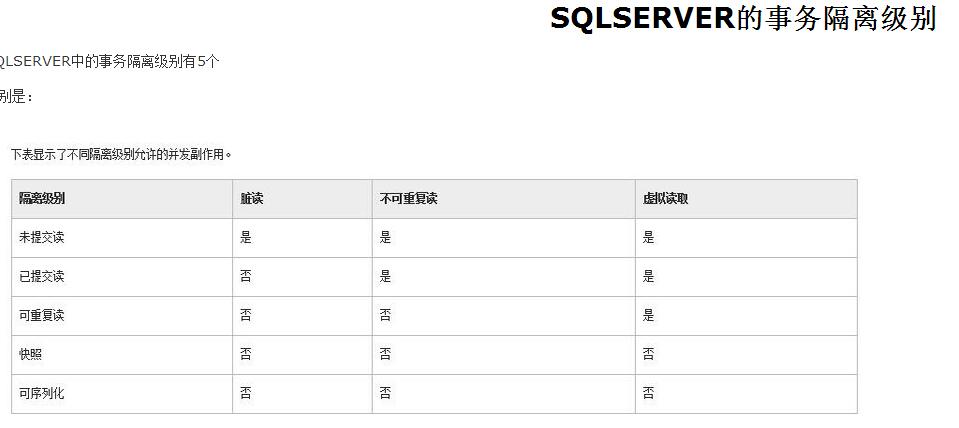 SQLSERVER的事务隔离级别
QLSERVER中的事务隔离级别有5个
别是：
下表显示了不同隔离级别允许的并发副作用。
隔离级别 脏读 不可重复读 虚拟读取
未提交读 是 是 是
已提交读 否 是 是
可重复读 否 否 是
快照 否 否 否
可序列化 否 否 否